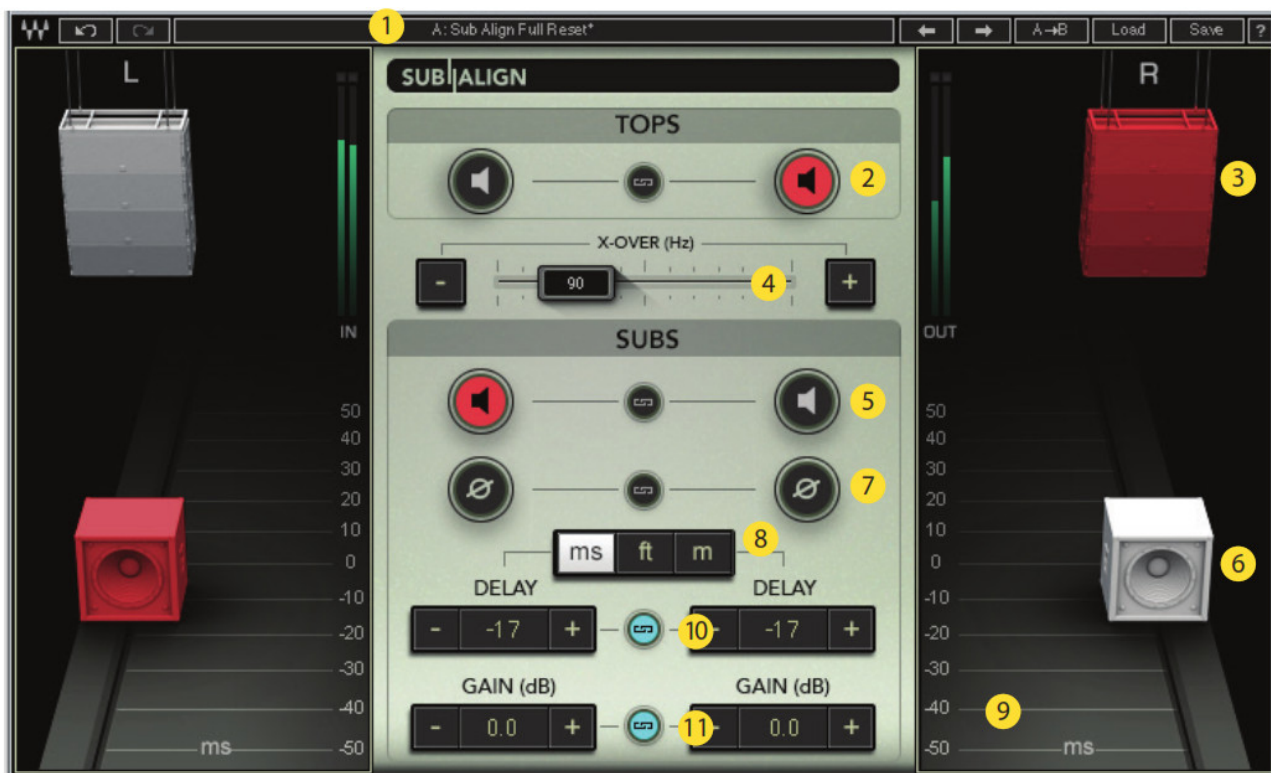 1 A: Sub Align Full Reset* A→B Load Save ?
L SUB ALIGN R
TOPS
2
3
X-OVER (Hz)
- 90 4 +
IN OUT
SUBS
5
50 50
40 40
30 30
7
20 20
10 ms ft m 8 10
0 0 6
DELAY DELAY
-10 -10
- -17 + 10 - -17 +
-20 -20
-30 -30
GAIN (dB) GAIN (dB)
-40 -40 9
- 0.0 + 11 - 0.0 +
ms -50 -50 ms